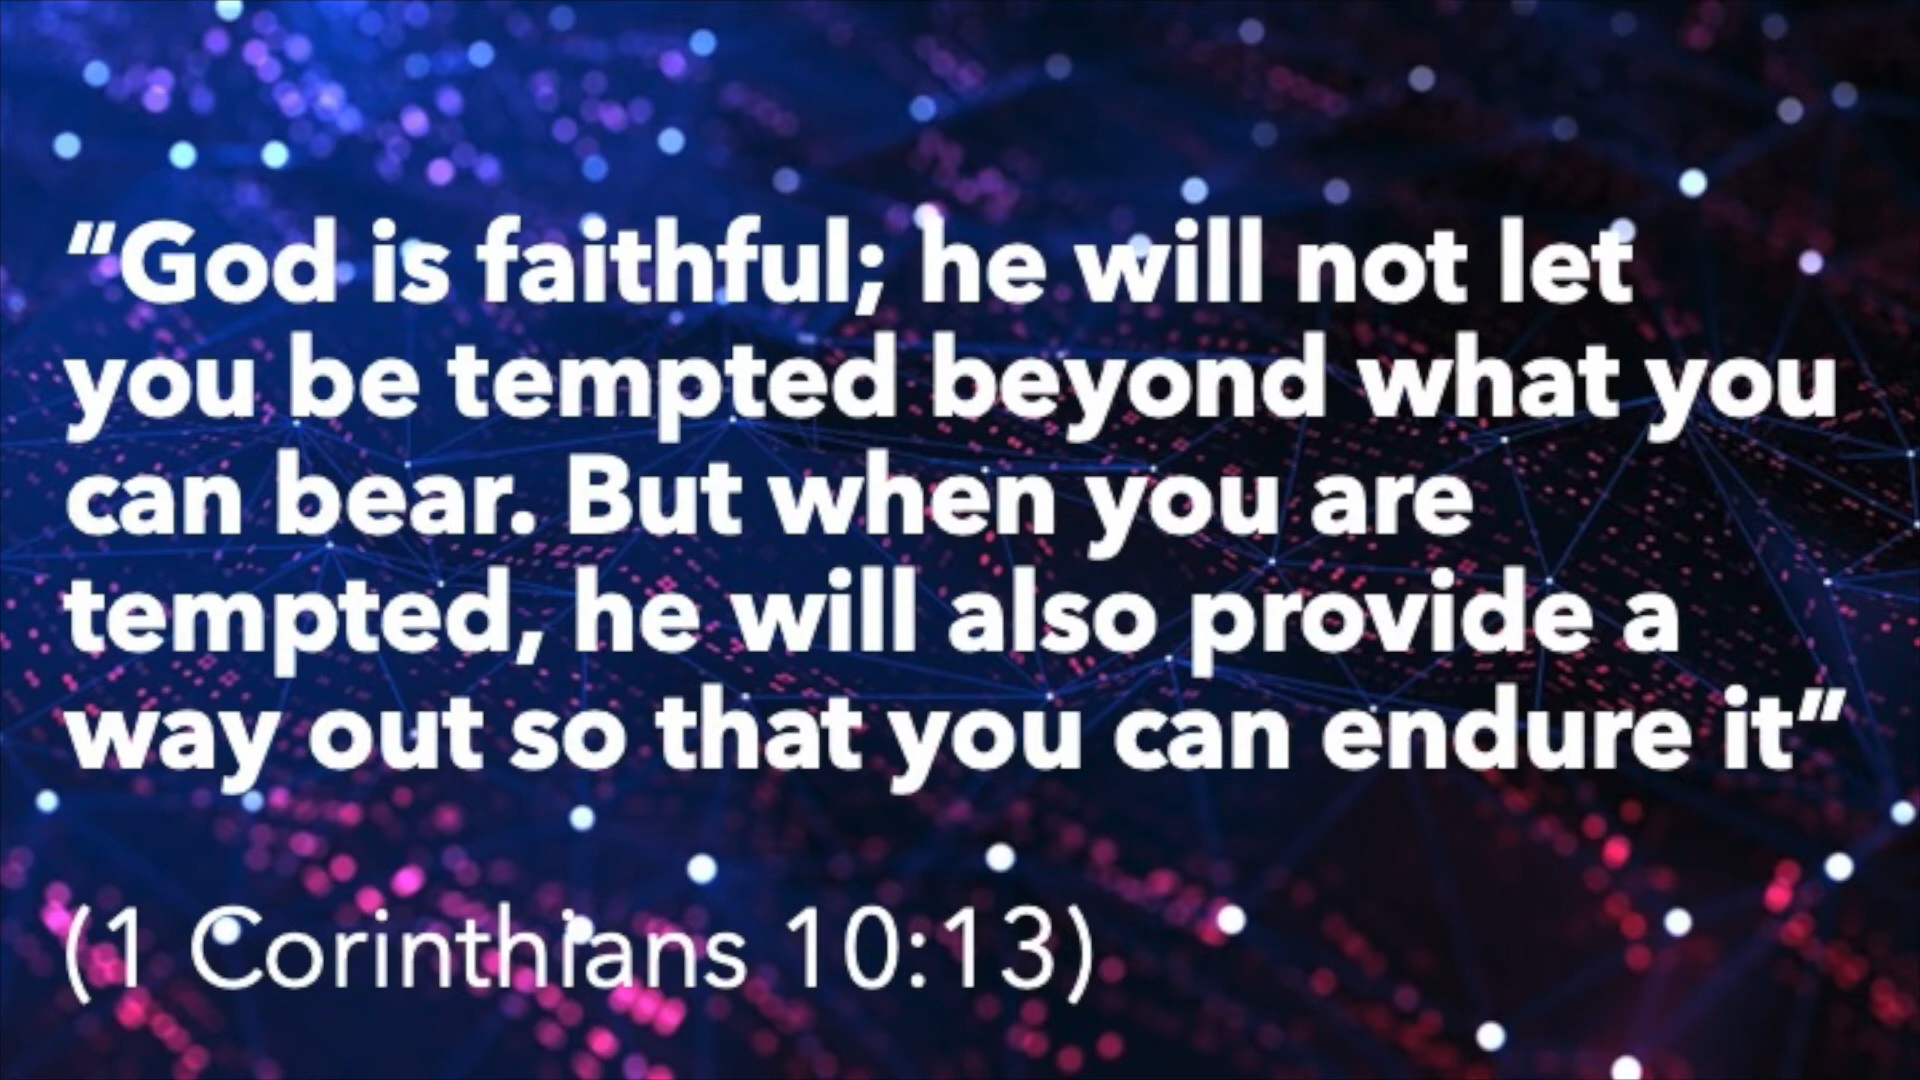 “God is faithful; he will not let
you be tempted beyond what you
can bear. But when you are
tempted, he will also provide a
way out so that you can endure it”
(1 Corinthians 10:13)